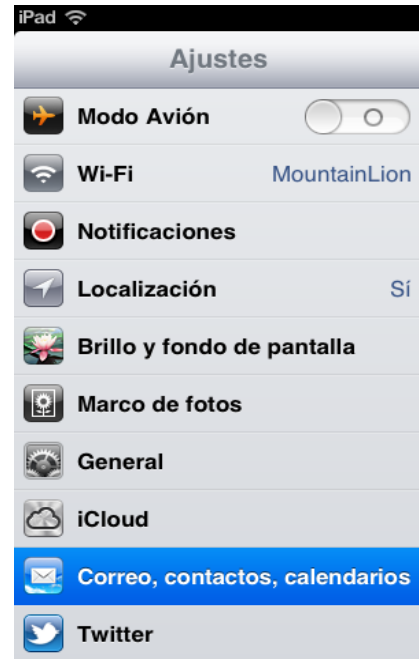 iPad
Ajustes
Modo Avión
Wi-Fi MountainLion
Notificaciones
Localización Sí
Brillo y fondo de pantalla
Marco de fotos
General
iCloud
Correo, contactos, calendarios
Twitter